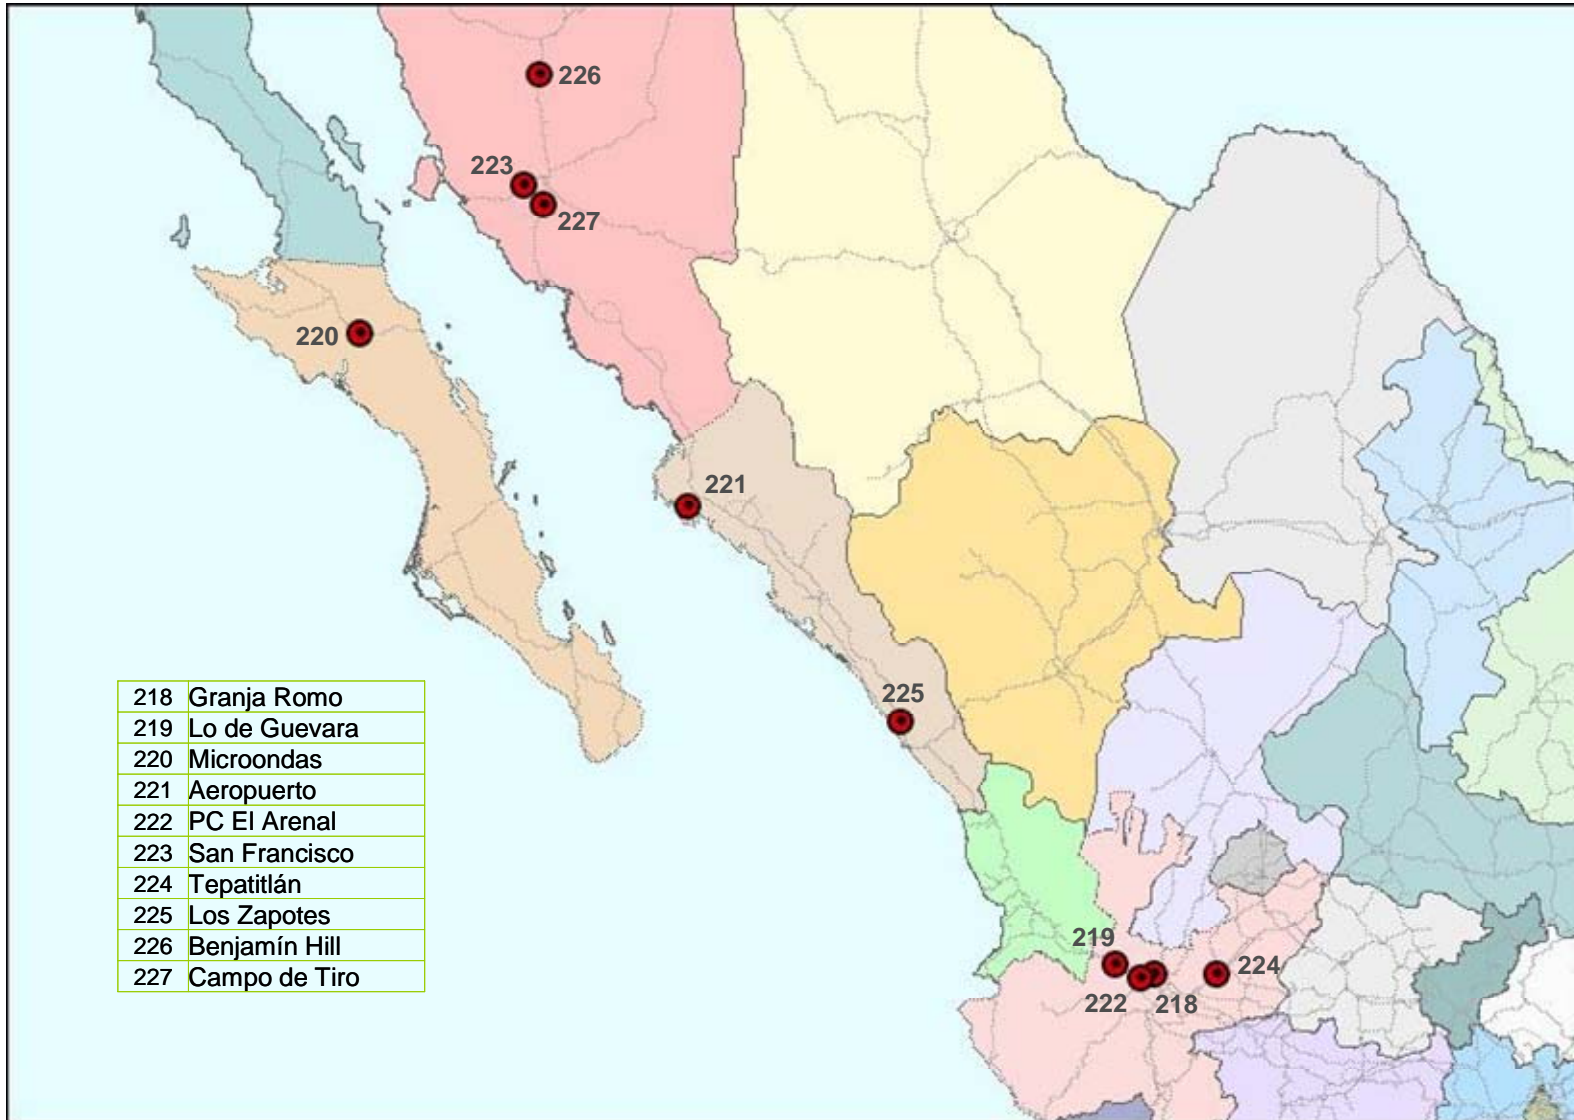 226
223
227
220
221
225
218 Granja Romo
219 Lo de Guevara
220 Microondas
221 Aeropuerto
222 PC El Arenal
223 San Francisco
224 Tepatitlán
225 Los Zapotes
226 Benjamín Hill
227 Campo de Tiro
219
224
222
218